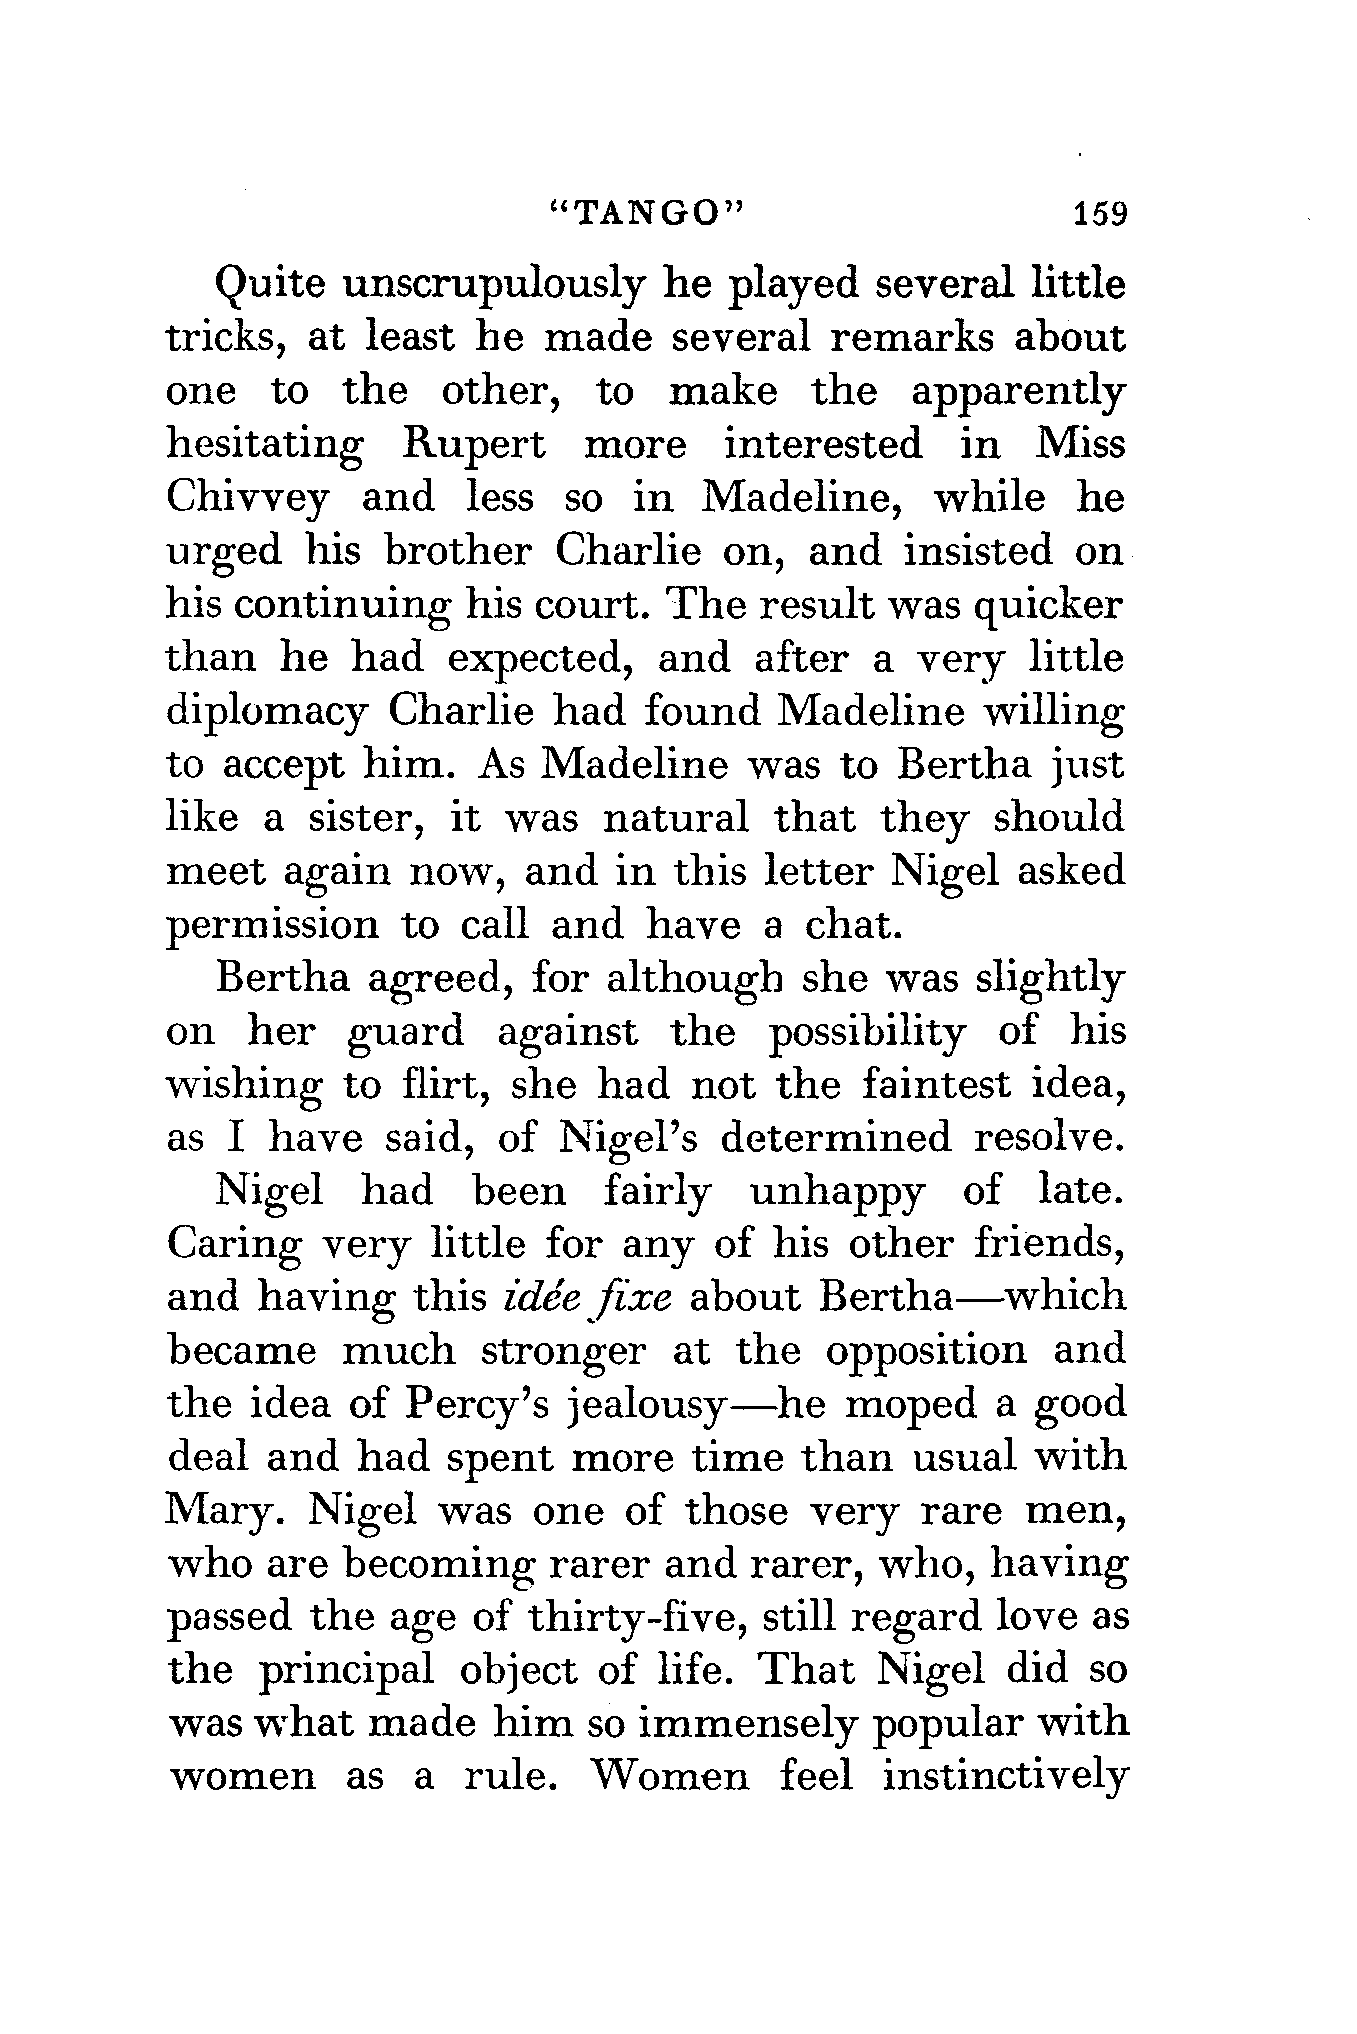 "TANGO" 159
Quite unscrupulously he played several little
tricks, at least he made several remarks about
one to the other, to make the apparently
hesitating Rupert more interested in Miss
Chivvey and less so in Madeline, while he
urged his brother Charlie on, and insisted on
his continuing his court. The result was quicker
than he had expected, and after a very little
diplomacy Charlie had found Madeline willing
to accept him. As Madeline was to Bertha just
like a sister, it was natural that they should
meet again now, and in this letter Nigel asked
permission to call and have a chat.
Bertha agreed, for although she was slightly
on her guard against the possibility of his
wishing to flirt, she had not the faintest idea,
as I have said, of Nigel's determined resolve.
Nigel had been fairly unhappy of late.
Caring very little for any of his other friends,
and having this idée fixe about Bertha—which
became much stronger at the opposition and
the idea of Percy's jealousy—he moped a good
deal and had spent more time than usual with
Mary. Nigel was one of those very rare men,
who are becoming rarer and rarer, who, having
passed the age of thirty-five, still regard love as
the principal object of life. That Nigel did so
was what made him so immensely popular with
women as a rule. Women feel instinctively